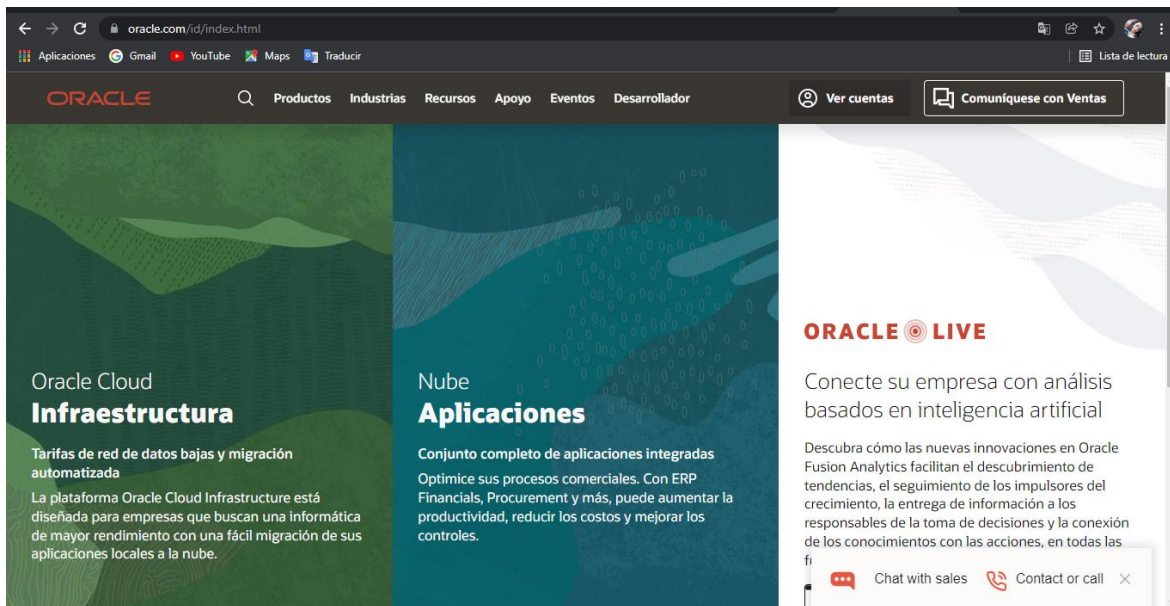 oracle.com/id/index.html
Aplicaciones Gmail YouTube Maps Traducir Lista de lectura
ORACLE Productos Industrias Recursos Apoyo Eventos Desarrollador Ver cuentas Comuníquese con Ventas
Oracle Cloud
Infraestructura
Tarifas de red de datos bajas y migración
automatizada
La plataforma Oracle Cloud Infrastructure está
diseñada para empresas que buscan una informática
de mayor rendimiento con una fácil migración de sus
aplicaciones locales a la nube.
Nube
Aplicaciones
Conjunto completo de aplicaciones integradas
Optimice sus procesos comerciales. Con ERP
Financials, Procurement y más, puede aumentar la
productividad, reducir los costos y mejorar los
controles.
ORACLE LIVE
Conecte su empresa con análisis
basados en inteligencia artificial
Descubra cómo las nuevas innovaciones en Oracle
Fusion Analytics facilitan el descubrimiento de
tendencias, el seguimiento de los impulsores del
crecimiento, la entrega de información a los
responsables de la toma de decisiones y la conexión
de los conocimientos con las acciones, en todas las
Chat with sales Contact or call